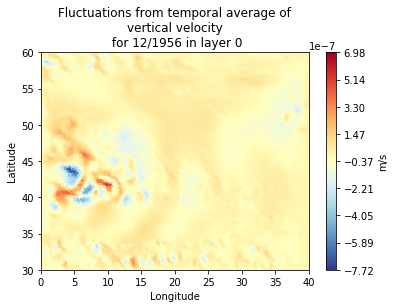 Fluctuations from temporal average of
vertical velocity
for 12/1956 in layer 0
1e−7
60
55
50
45
40
35
30
Latitude
0 5 10 15 20 25 30 35 40
Longitude
6.98
5.14
3.30
1.47
−0.37
−2.21
−4.05
−5.89
−7.72
m/s